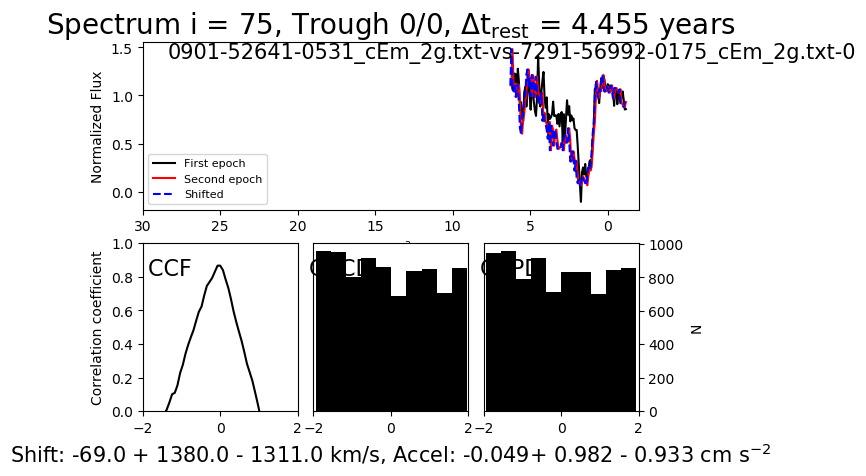 Spectrum i = 75, Trough 0/0, Δt_rest = 4.455 years
0901-52641-0531_cEm_2g.txt-vs-7291-56992-0175_cEm_2g.txt-0
Normalized Flux
1.5
1.0
0.5
0.0
First epoch
Second epoch
Shifted
30 25 20 15 10 5 0
Correlation coefficient
1.0
0.8
0.6
0.4
0.2
0.0
CCF
−2 0 2
−2 0 2
−2 0 2
1000
800
600
400
200
0
N
Shift: -69.0 + 1380.0 - 1311.0 km/s, Accel: -0.049+ 0.982 - 0.933 cm s⁻²